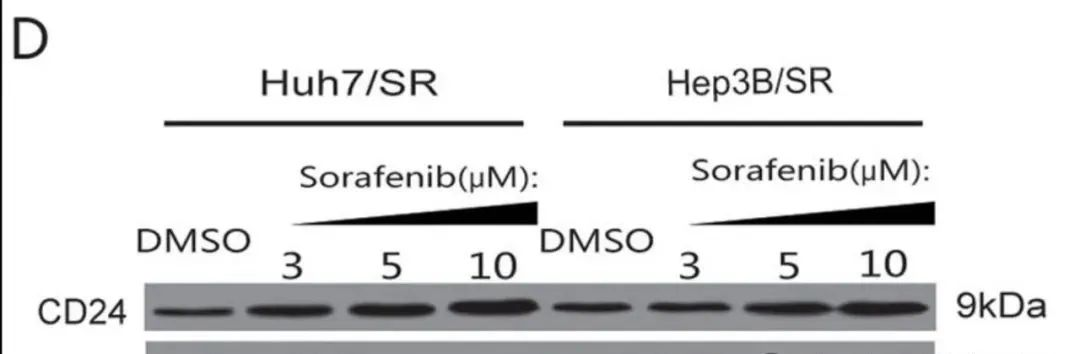 D
Huh7/SR Hep3B/SR
Sorafenib(μM): Sorafenib(μM):
DMSO 3 5 10 DMSO 3 5 10
CD24 9kDa